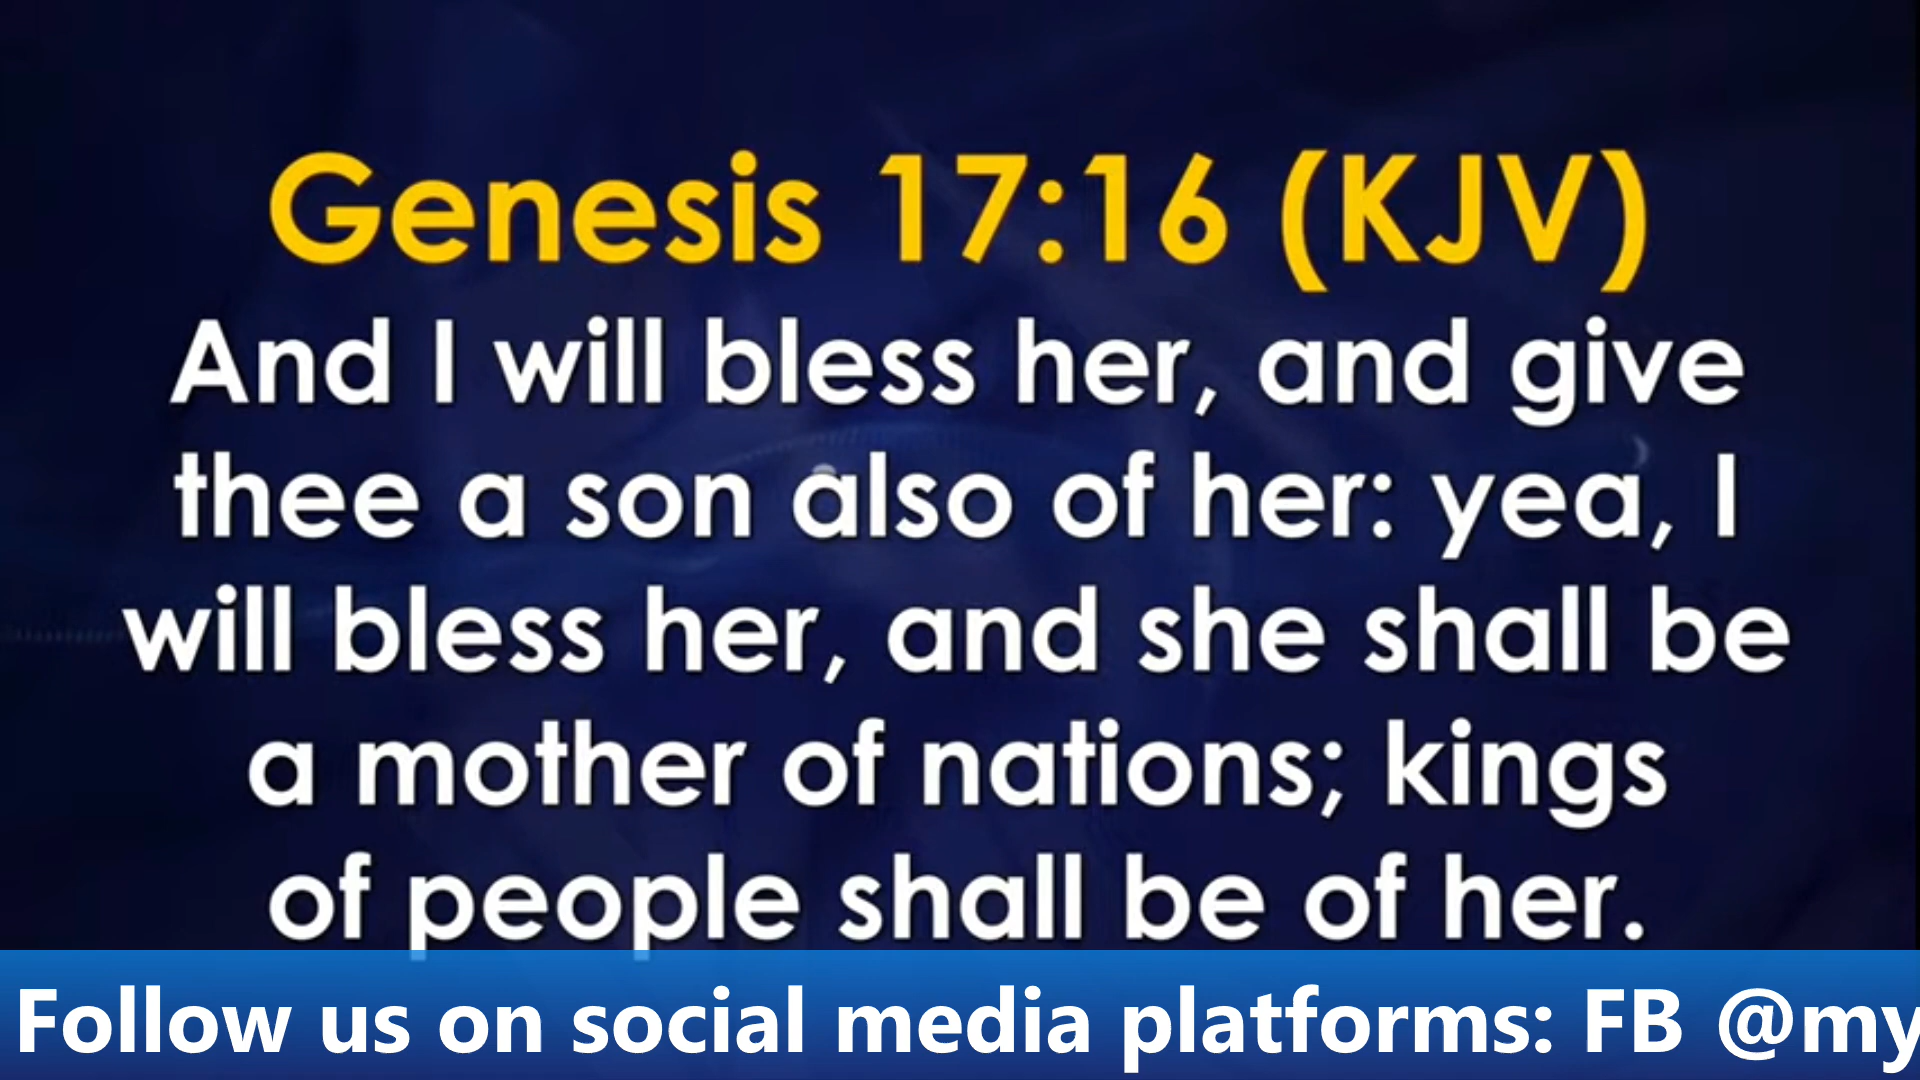 Genesis 17:16 (KJV)
And I will bless her, and give
thee a son also of her: yea, I
will bless her, and she shall be
a mother of nations; kings
of people shall be of her.
Follow us on social media platforms: FB @my